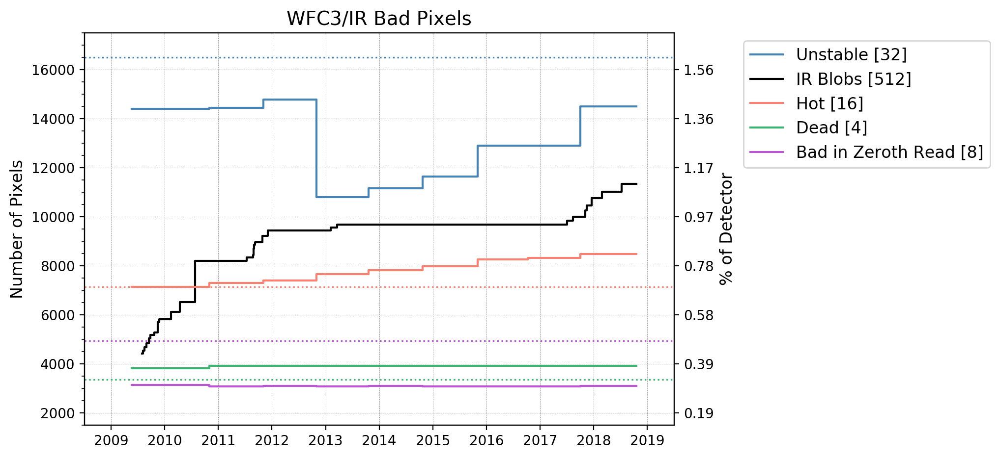 WFC3/IR Bad Pixels
Number of Pixels
16000
14000
12000
10000
8000
6000
4000
2000
1.56
1.36
1.17
0.97
0.78
0.58
0.39
0.19
% of Detector
2009 2010 2011 2012 2013 2014 2015 2016 2017 2018 2019
Unstable [32]
IR Blobs [512]
Hot [16]
Dead [4]
Bad in Zeroth Read [8]